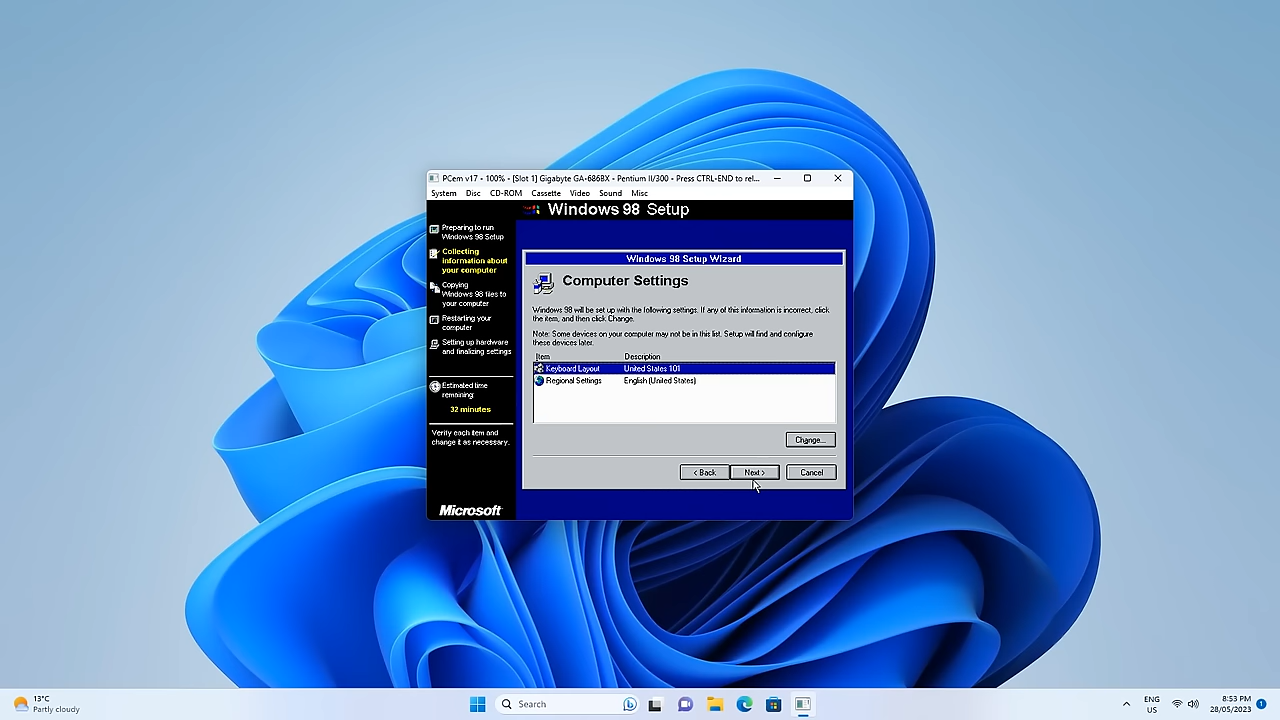 PCem v17 - 100% - [Slot 1] Gigabyte GA-686BX - Pentium II/300 - Press CTRL-END to rel...
System Disc CD-ROM Cassette Video Sound Misc
Windows 98 Setup
Preparing to run
Windows 98 Setup
Collecting
information about
your computer
Copying
Windows 98 files to
your computer
Restarting your
computer
Setting up hardware
and finalizing settings
Estimated time
remaining:
32 minutes
Verify each item and
change it as necessary.
Microsoft
Windows 98 Setup Wizard
Computer Settings
Windows 98 will be set up with the following settings. If any of this information is incorrect, click
the item, and then click Change.
Note: Some devices on your computer may not be in this list. Setup will find and configure
these devices later.
Item Description
Keyboard Layout United States 101
Regional Settings English (United States)
Change...
< Back Next > Cancel
13°C
Partly cloudy
Search
ENG
US
8:53 PM
28/05/2023
1